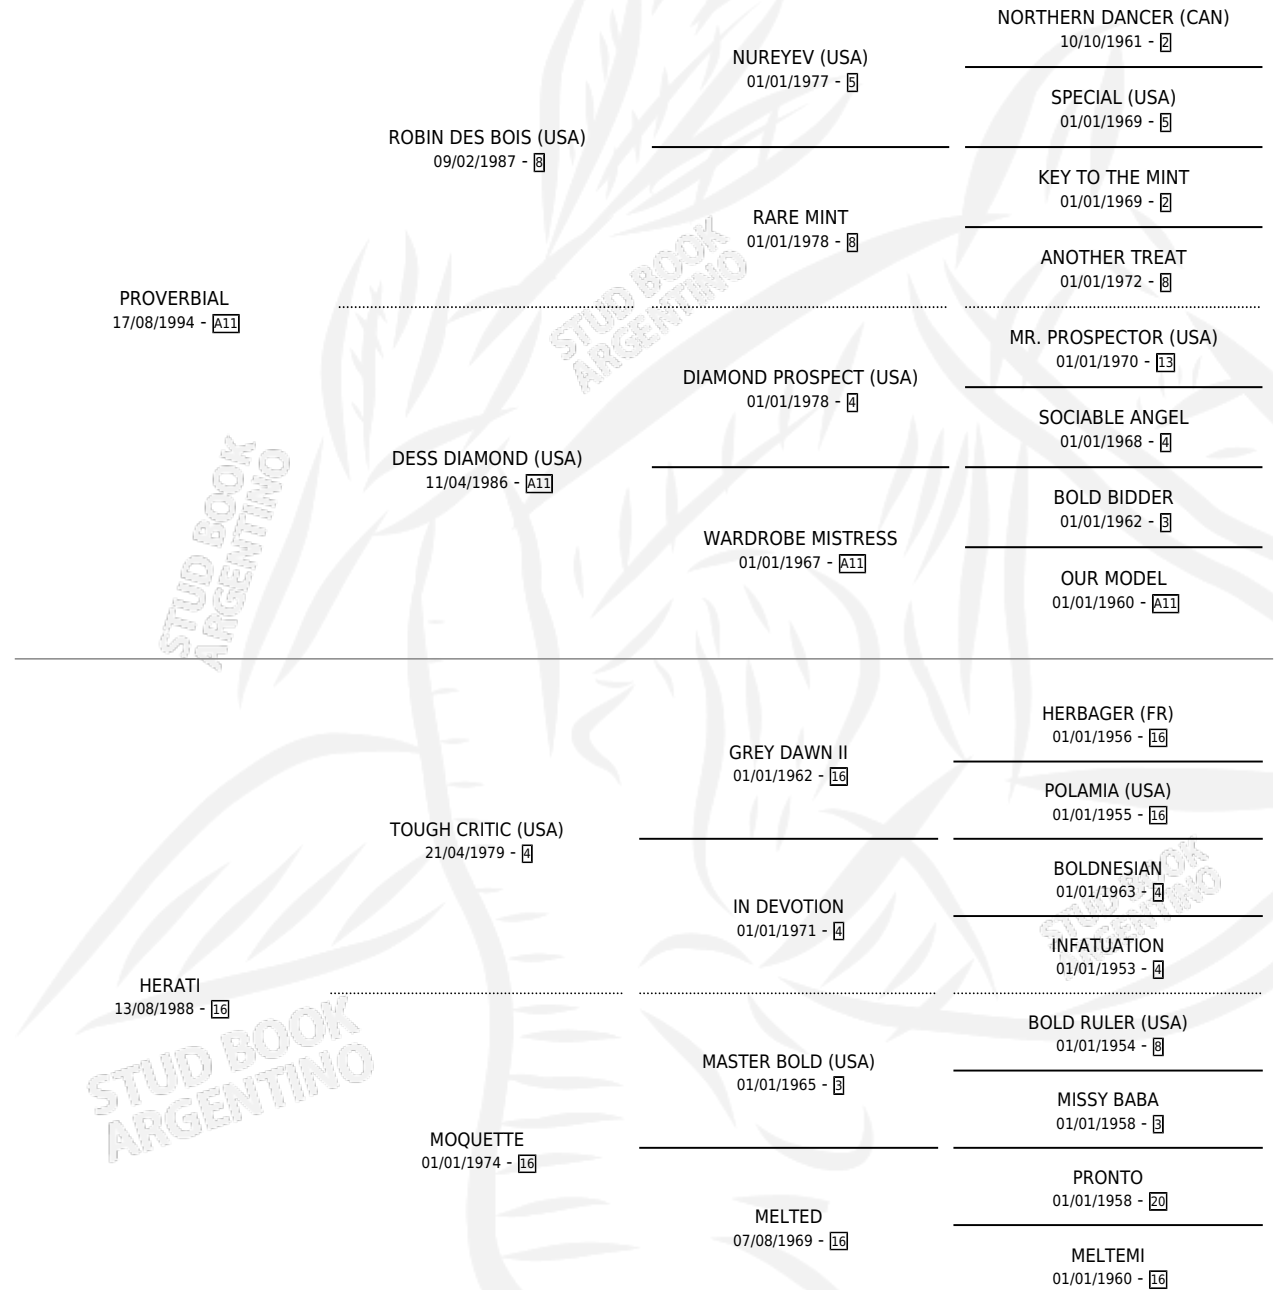 NORTHERN DANCER (CAN)
10/10/1961 - 2
NUREYEV (USA)
01/01/1977 - 5
SPECIAL (USA)
01/01/1969 - 5
ROBIN DES BOIS (USA)
09/02/1987 - 8
KEY TO THE MINT
01/01/1969 - 2
RARE MINT
01/01/1978 - 8
ANOTHER TREAT
01/01/1972 - 8
PROVERBIAL
17/08/1994 - A11
STUD BOOK
ARGENTINO
MR. PROSPECTOR (USA)
01/01/1970 - 13
DIAMOND PROSPECT (USA)
01/01/1978 - 4
SOCIABLE ANGEL
01/01/1968 - 4
DESS DIAMOND (USA)
11/04/1986 - A11
BOLD BIDDER
01/01/1962 - 3
WARDROBE MISTRESS
01/01/1967 - A11
OUR MODEL
01/01/1960 - A11
STUD BOOK
ARGENTINO
HERBAGER (FR)
01/01/1956 - 16
GREY DAWN II
01/01/1962 - 16
POLAMIA (USA)
01/01/1955 - 16
TOUGH CRITIC (USA)
21/04/1979 - 4
BOLDNESIAN
01/01/1963 - 4
STUD BOOK
ARGENTINO
IN DEVOTION
01/01/1971 - 4
INFATUATION
01/01/1953 - 4
HERATI
13/08/1988 - 16
BOLD RULER (USA)
01/01/1954 - 8
MASTER BOLD (USA)
01/01/1965 - 3
STUD BOOK
ARGENTINO
MISSY BABA
01/01/1958 - 3
MOQUETTE
01/01/1974 - 16
PRONTO
01/01/1958 - 20
MELTED
07/08/1969 - 16
MELTEMI
01/01/1960 - 16